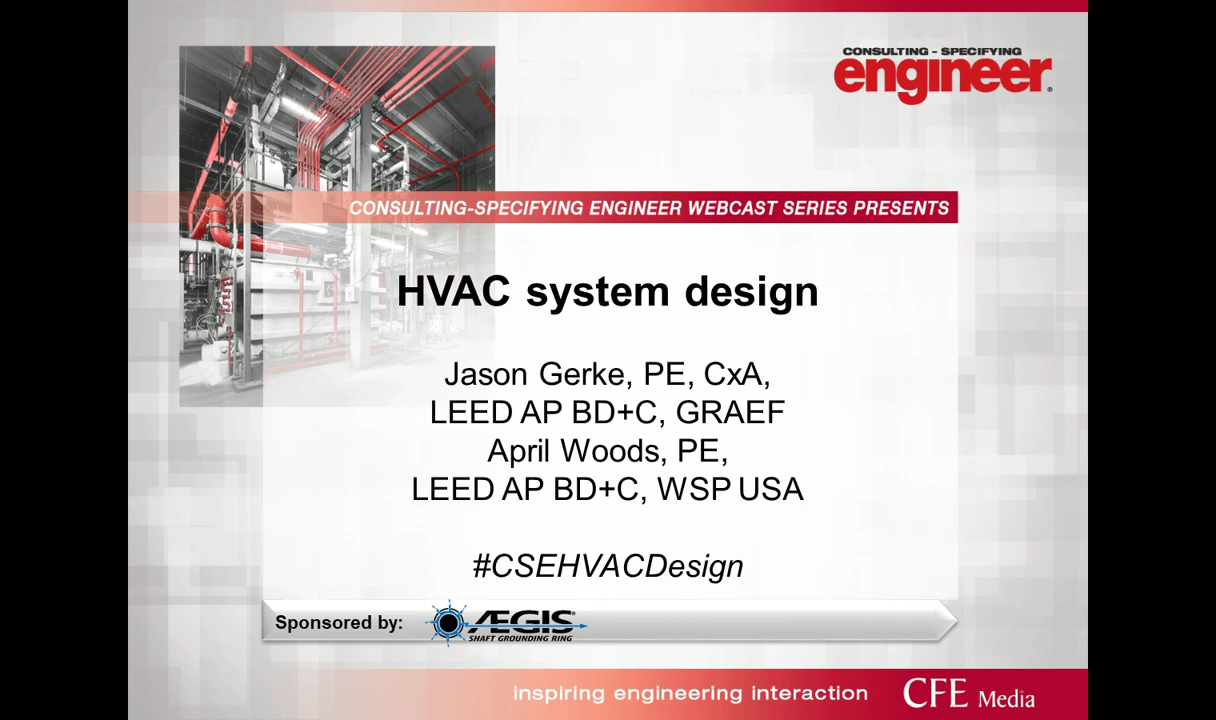 CONSULTING - SPECIFYING
engineer®
CONSULTING-SPECIFYING ENGINEER WEBCAST SERIES PRESENTS
HVAC system design
Jason Gerke, PE, CxA,
LEED AP BD+C, GRAEF
April Woods, PE,
LEED AP BD+C, WSP USA
#CSEHVACDesign
Sponsored by: ÆGIS®
SHAFT GROUNDING RING
inspiring engineering interaction CFE Media